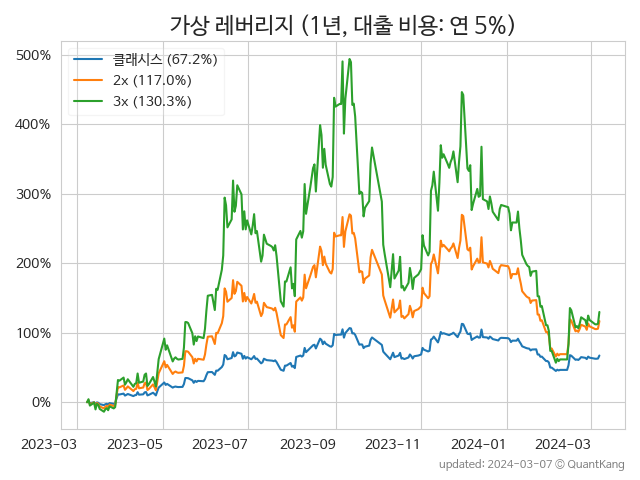 가상 레버리지 (1년, 대출 비용: 연 5%)
클래시스 (67.2%)
2x (117.0%)
3x (130.3%)
500%
400%
300%
200%
100%
0%
2023-03 2023-05 2023-07 2023-09 2023-11 2024-01 2024-03
updated: 2024-03-07 © QuantKang